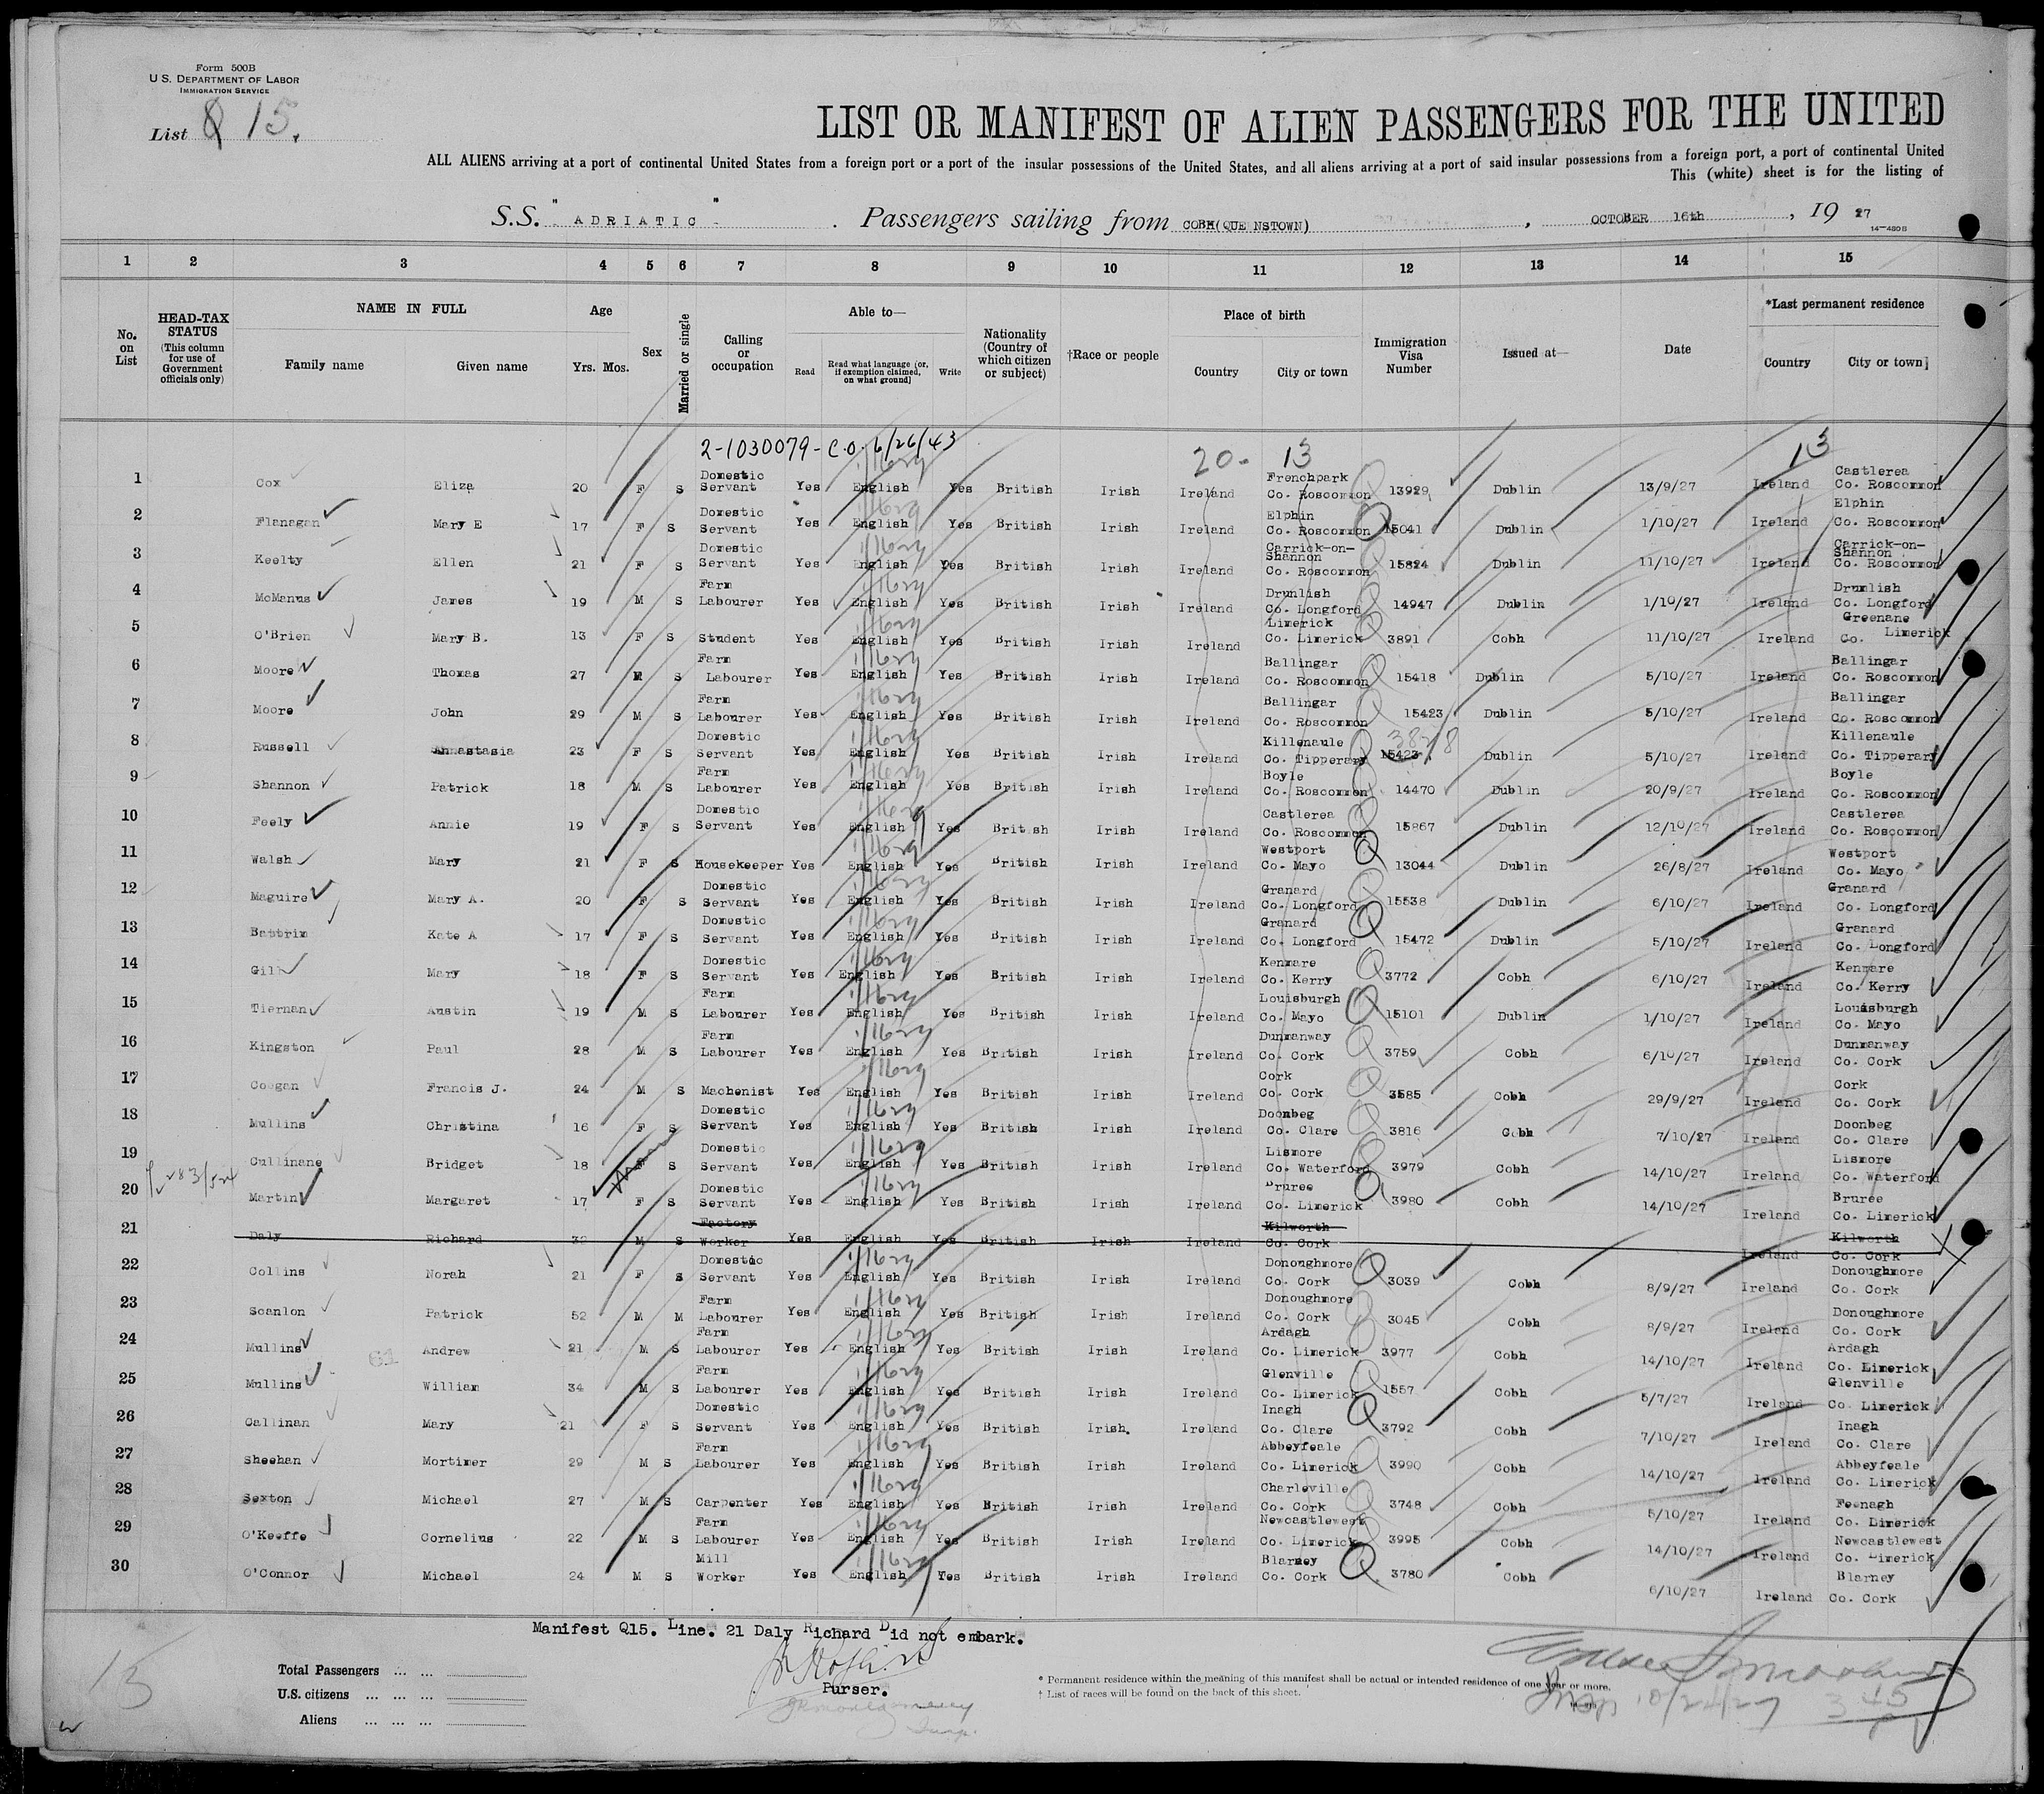 Form 500B
U.S. DEPARTMENT OF LABOR
IMMIGRATION SERVICE
List 15.
LIST OR MANIFEST OF ALIEN PASSENGERS FOR THE UNITED
ALL ALIENS arriving at a port of continental United States from a foreign port or a port of the insular possessions of the United States, and all aliens arriving at a port of said insular possessions from a foreign port, a port of continental United
This (white) sheet is for the listing of
S.S. "ADRIATIC" Passengers sailing from COBH(QUE NSTOWN), OCTOBER 16th, 1927
14-4808
1 2 3 4 5 6 7 8 9 10 11 12 13 14 15
No. on List
HEAD-TAX STATUS (This column for use of Government officials only)
NAME IN FULL
Family name Given name
Age
Yrs. Mos.
Sex
Married or single
Calling or occupation
Able to—
Read Read what language (or, if exemption claimed, on what ground) Write
Nationality (Country of which citizen or subject)
†Race or people
Place of birth
Country City or town
Immigration Visa Number
Issued at—
Date
*Last permanent residence
Country City or town
2-1030079-C.O. 6/26/43 20- 13 13
1 Cox Eliza 20 F S Domestic Servant Yes English Yes British Irish Ireland Frenchpark Co. Roscommon 13929 Dublin 13/9/27 Ireland Castlerea Co. Roscommon
2 Flanagan Mary E 17 F S Domestic Servant Yes English Yes British Irish Ireland Elphin Co. Roscommon 15041 Dublin 1/10/27 Ireland Elphin Co. Roscommon
3 Keelty Ellen 21 F S Domestic Servant Yes English Yes British Irish Ireland Carrick-on-Shannon Co. Roscommon 15824 Dublin 11/10/27 Ireland Carrick-on-Shannon Co. Roscommon
4 McManus James 19 M S Farm Labourer Yes English Yes British Irish Ireland Drumlish Co. Longford 14947 Dublin 1/10/27 Ireland Drumlish Co. Longford
5 O'Brien Mary B. 13 F S Student Yes English Yes British Irish Ireland Limerick Co. Limerick 3891 Cobh 11/10/27 Ireland Greenane Co. Limerick
6 Moore Thomas 27 M S Farm Labourer Yes English Yes British Irish Ireland Ballingar Co. Roscommon 15418 Dublin 5/10/27 Ireland Ballingar Co. Roscommon
7 Moore John 29 M S Farm Labourer Yes English Yes British Irish Ireland Ballingar Co. Roscommon 15423 Dublin 5/10/27 Ireland Ballingar Co. Roscommon
8 Russell Annastasia 23 F S Domestic Servant Yes English Yes British Irish Ireland Killenaule Co. Tipperary 15423 Dublin 5/10/27 Ireland Killenaule Co. Tipperary
9 Shannon Patrick 18 M S Farm Labourer Yes English Yes British Irish Ireland Boyle Co. Roscommon 14470 Dublin 20/9/27 Ireland Boyle Co. Roscommon
10 Feely Annie 19 F S Domestic Servant Yes English Yes British Irish Ireland Castlerea Co. Roscommon 15867 Dublin 12/10/27 Ireland Castlerea Co. Roscommon
11 Walsh Mary 21 F S Housekeeper Yes English Yes British Irish Ireland Westport Co. Mayo 13044 Dublin 26/8/27 Ireland Westport Co. Mayo
12 Maguire Mary A. 20 F S Domestic Servant Yes English Yes British Irish Ireland Granard Co. Longford 15538 Dublin 6/10/27 Ireland Granard Co. Longford
13 Battrim Kate A 17 F S Domestic Servant Yes English Yes British Irish Ireland Granard Co. Longford 15472 Dublin 5/10/27 Ireland Granard Co. Longford
14 Gill Mary 18 F S Domestic Servant Yes English Yes British Irish Ireland Kenmare Co. Kerry 3772 Cobh 6/10/27 Ireland Kenmare Co. Kerry
15 Tiernan Austin 19 M S Farm Labourer Yes English Yes British Irish Ireland Louisburgh Co. Mayo 15101 Dublin 1/10/27 Ireland Louisburgh Co. Mayo
16 Kingston Paul 28 M S Farm Labourer Yes English Yes British Irish Ireland Dunmanway Co. Cork 3759 Cobh 6/10/27 Ireland Dunmanway Co. Cork
17 Coogan Francis J. 24 M S Machenist Yes English Yes British Irish Ireland Cork Co. Cork 3585 Cobh 29/9/27 Ireland Cork Co. Cork
18 Mullins Christina 16 F S Domestic Servant Yes English Yes British Irish Ireland Doonbeg Co. Clare 3816 Cobh 7/10/27 Ireland Doonbeg Co. Clare
19 Cullinane Bridget 18 F S Domestic Servant Yes English Yes British Irish Ireland Lismore Co. Waterford 3979 Cobh 14/10/27 Ireland Lismore Co. Waterford
20 Martin Margaret 17 F S Domestic Servant Yes English Yes British Irish Ireland Bruree Co. Limerick 3980 Cobh 14/10/27 Ireland Bruree Co. Limerick
21 Daly Richard M S Factory Worker Yes English Yes British Irish Ireland Kilworth Co. Cork Ireland Kilworth Co. Cork
22 Collins Norah 21 F S Domestic Servant Yes English Yes British Irish Ireland Donoughmore Co. Cork 3039 Cobh 8/9/27 Ireland Donoughmore Co. Cork
23 Scanlon Patrick 52 M M Farm Labourer Yes English Yes British Irish Ireland Donoughmore Co. Cork 3045 Cobh 8/9/27 Ireland Donoughmore Co. Cork
24 Mullins Andrew 21 M S Farm Labourer Yes English Yes British Irish Ireland Ardagh Co. Limerick 3977 Cobh 14/10/27 Ireland Ardagh Co. Limerick
25 Mullins William 34 M S Farm Labourer Yes English Yes British Irish Ireland Glenville Co. Limerick 1557 Cobh 5/7/27 Ireland Glenville Co. Limerick
26 Callinan Mary 21 F S Domestic Servant Yes English Yes British Irish. Ireland Inagh Co. Clare 3792 Cobh 7/10/27 Ireland Inagh Co. Clare
27 Sheehan Mortimer 29 M S Farm Labourer Yes English Yes British Irish Ireland Abbeyfeale Co. Limerick 3990 Cobh 14/10/27 Ireland Abbeyfeale Co. Limerick
28 Sexton Michael 27 M S Carpenter Yes English Yes British Irish Ireland Charleville Co. Cork 3748 Cobh 5/10/27 Ireland Feenagh Co. Limerick
29 O'Keeffe Cornelius 22 M S Farm Labourer Yes English Yes British Irish Ireland Newcastlewest Co. Limerick 3995 Cobh 14/10/27 Ireland Newcastlewest Co. Limerick
30 O'Connor Michael 24 M S Mill Worker Yes English Yes British Irish Ireland Blarney Co. Cork 3780 Cobh 6/10/27 Ireland Blarney Co. Cork
Manifest Q15. Line. 21 Daly Richard Did not embark.
Purser.
15
Total Passengers ... ...
U.S. citizens ... ... ...
Aliens ... ... ...
* Permanent residence within the meaning of this manifest shall be actual or intended residence of one year or more.
† List of races will be found on the back of this sheet.
10/24/27